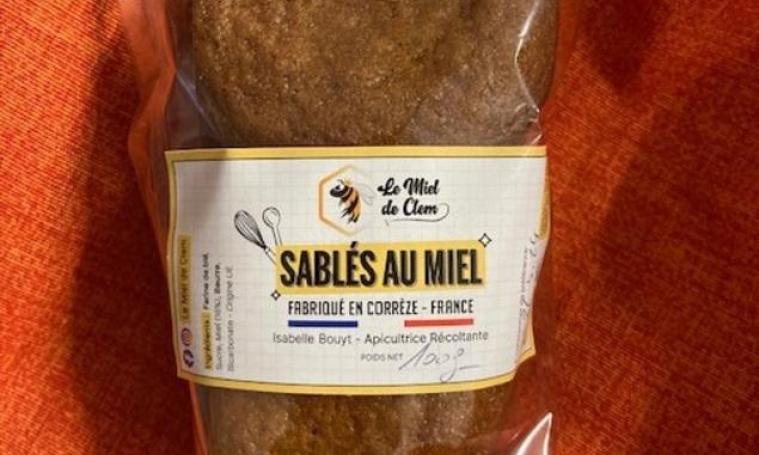 Le Miel
de Clem
SABLÉS AU MIEL
FABRIQUÉ EN CORRÈZE - FRANCE
Isabelle Bouyt - Apicultrice Récoltante
POIDS NET 100g
Le Miel de Clem
Ingrédients : Farine de blé,
Sucre, Miel (16%), Beurre,
Bicarbonate - Origine UE